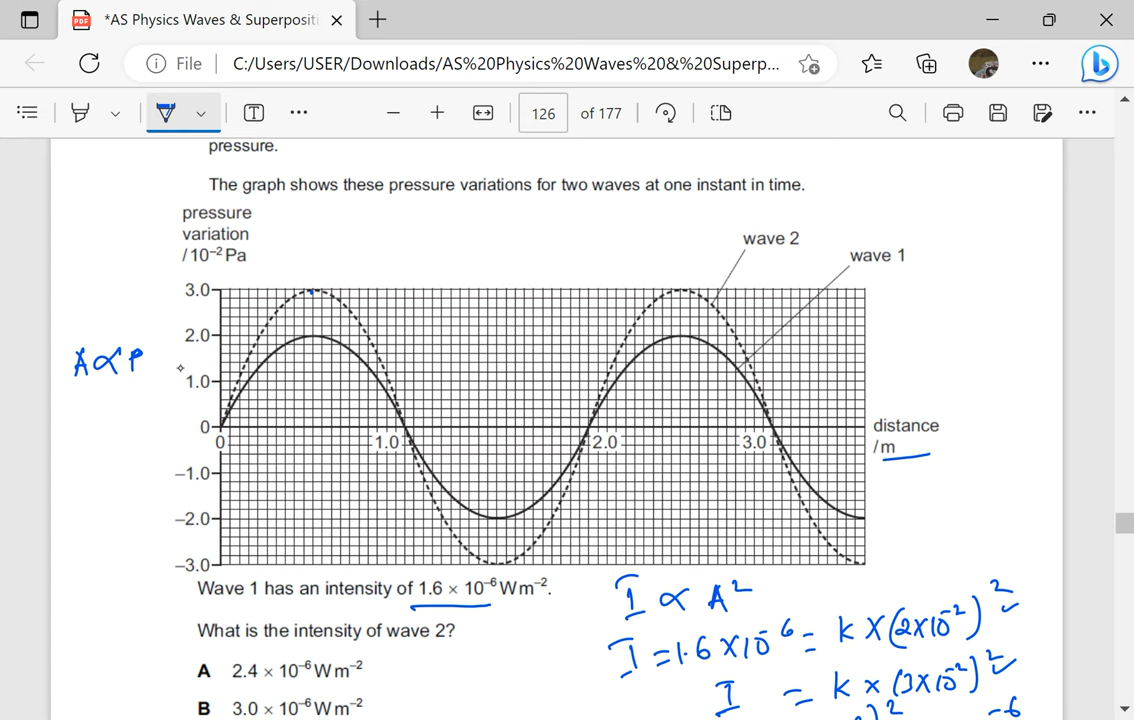 *AS Physics Waves & Superposit
File C:/Users/USER/Downloads/AS%20Physics%20Waves%20&%20Superp...
126 of 177
pressure.
The graph shows these pressure variations for two waves at one instant in time.
pressure
variation
/10⁻² Pa
wave 2
wave 1
3.0
2.0
1.0
0
0 1.0 2.0 3.0
distance
/m
−1.0
−2.0
−3.0
A ∝ P
Wave 1 has an intensity of 1.6 × 10⁻⁶ W m⁻².
I ∝ A²
What is the intensity of wave 2?
I = 1.6 × 10⁻⁶ = K × (2×10⁻²)²
A 2.4 × 10⁻⁶ W m⁻²
I = K × (3×10⁻²)²
B 3.0 × 10⁻⁶ W m⁻²